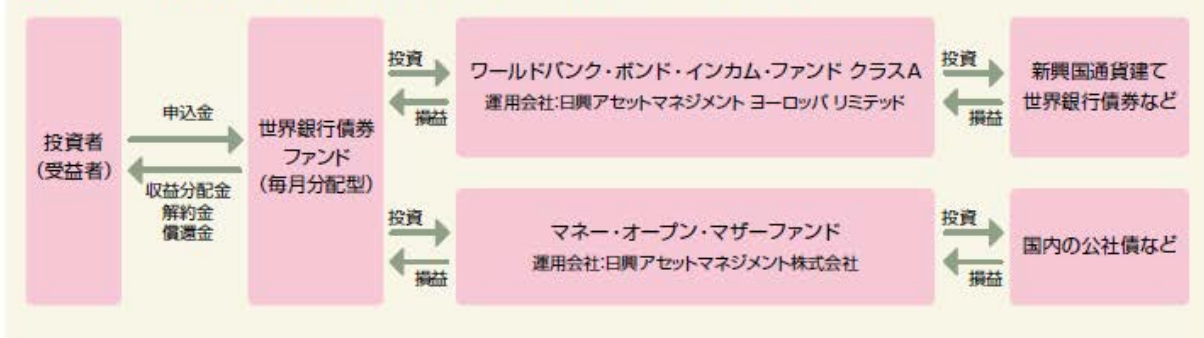 投資者
(受益者)
申込金
収益分配金
解約金
償還金
世界銀行債券
ファンド
(毎月分配型)
投資
損益
ワールドバンク・ボンド・インカム・ファンド クラスA
運用会社:日興アセットマネジメント ヨーロッパ リミテッド
投資
損益
新興国通貨建て
世界銀行債券など
投資
損益
マネー・オープン・マザーファンド
運用会社:日興アセットマネジメント株式会社
投資
損益
国内の公社債など